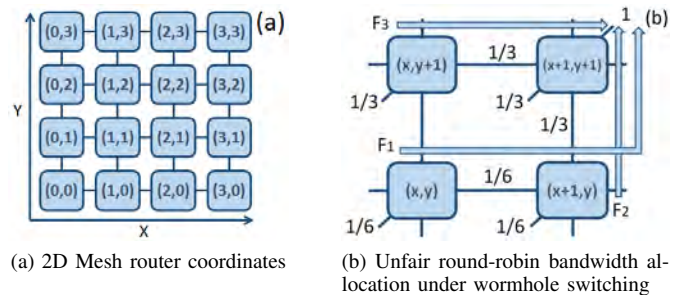 (a)
(0,3) (1,3) (2,3) (3,3)
(0,2) (1,2) (2,2) (3,2)
Y
(0,1) (1,1) (2,1) (3,1)
(0,0) (1,0) (2,0) (3,0)
X
(a) 2D Mesh router coordinates
F3 1 (b)
(x,y+1) 1/3 (x+1,y+1)
1/3 1/3 1/3
F1
(x,y) 1/6 (x+1,y)
1/6 1/6 F2
(b) Unfair round-robin bandwidth al-
location under wormhole switching